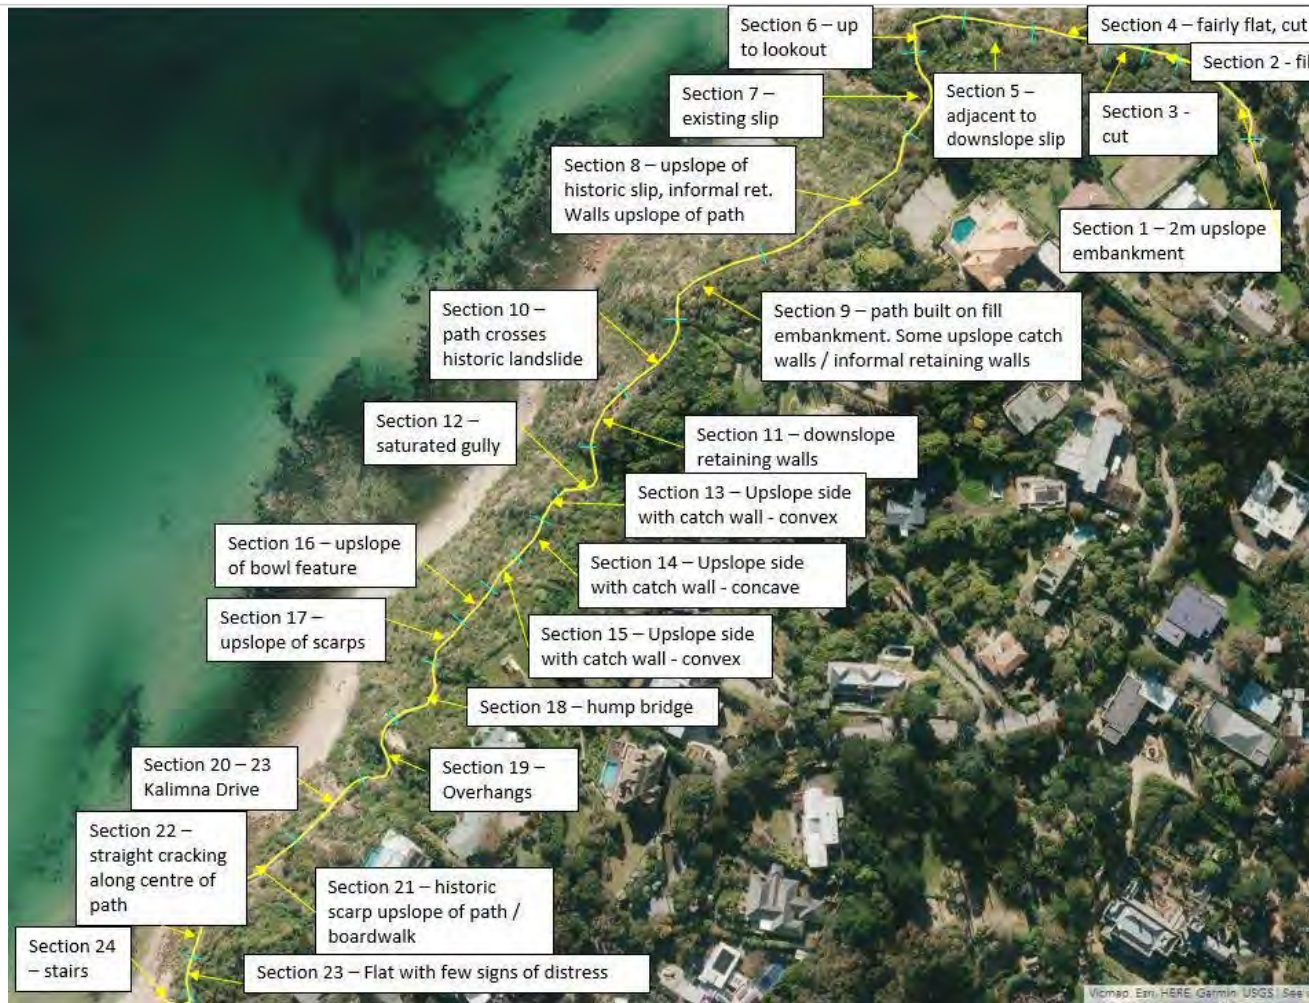 Section 6 – up
to lookout
Section 4 – fairly flat, cut
Section 2 - fil
Section 7 –
existing slip
Section 5 –
adjacent to
downslope slip
Section 3 -
cut
Section 8 – upslope of
historic slip, informal ret.
Walls upslope of path
Section 1 – 2m upslope
embankment
Section 10 –
path crosses
historic landslide
Section 9 – path built on fill
embankment. Some upslope catch
walls / informal retaining walls
Section 12 –
saturated gully
Section 11 – downslope
retaining walls
Section 13 – Upslope side
with catch wall - convex
Section 16 – upslope
of bowl feature
Section 14 – Upslope side
with catch wall - concave
Section 17 –
upslope of scarps
Section 15 – Upslope side
with catch wall - convex
Section 18 – hump bridge
Section 20 – 23
Kalimna Drive
Section 19 –
Overhangs
Section 22 –
straight cracking
along centre of
path
Section 21 – historic
scarp upslope of path /
boardwalk
Section 24
– stairs
Section 23 – Flat with few signs of distress
Vicmap, Esri, HERE, Garmin, USGS | See